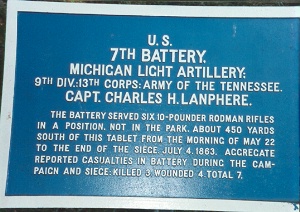 U. S.
7TH BATTERY,
MICHIGAN LIGHT ARTILLERY;
9TH DIV.:13TH CORPS: ARMY OF THE TENNESSEE.
CAPT. CHARLES H. LANPHERE.
THE BATTERY SERVED SIX 10-POUNDER RODMAN RIFLES
IN A POSITION, NOT IN THE PARK, ABOUT 450 YARDS
SOUTH OF THIS TABLET FROM THE MORNING OF MAY 22
TO THE END OF THE SIEGE, JULY 4, 1863. AGGREGATE
REPORTED CASUALTIES IN BATTERY DURING THE CAM-
PAIGN AND SIEGE: KILLED 3, WOUNDED 4, TOTAL 7.